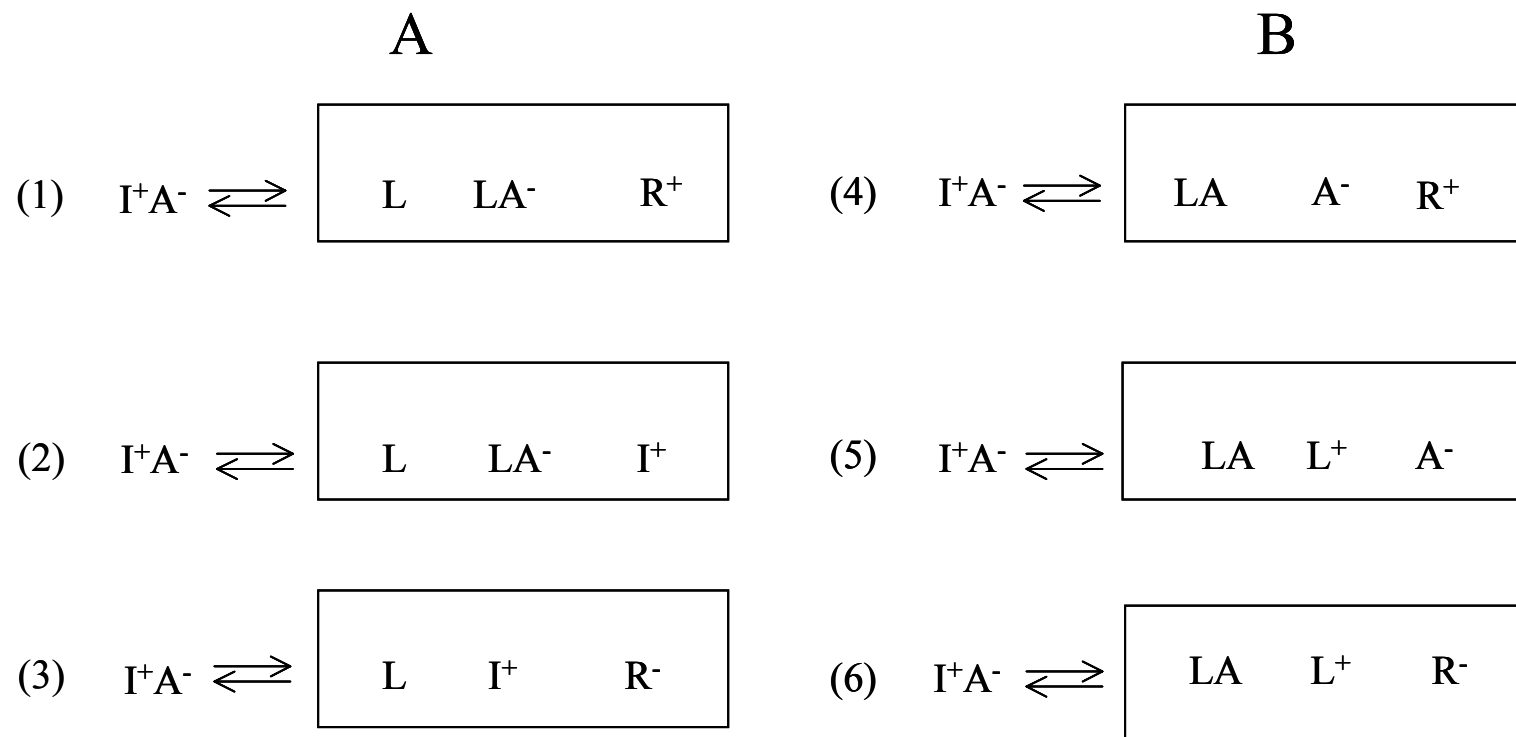 A
(1) I⁺A⁻ ⇌ L LA⁻ R⁺
(2) I⁺A⁻ ⇌ L LA⁻ I⁺
(3) I⁺A⁻ ⇌ L I⁺ R⁻
B
(4) I⁺A⁻ ⇌ LA A⁻ R⁺
(5) I⁺A⁻ ⇌ LA L⁺ A⁻
(6) I⁺A⁻ ⇌ LA L⁺ R⁻